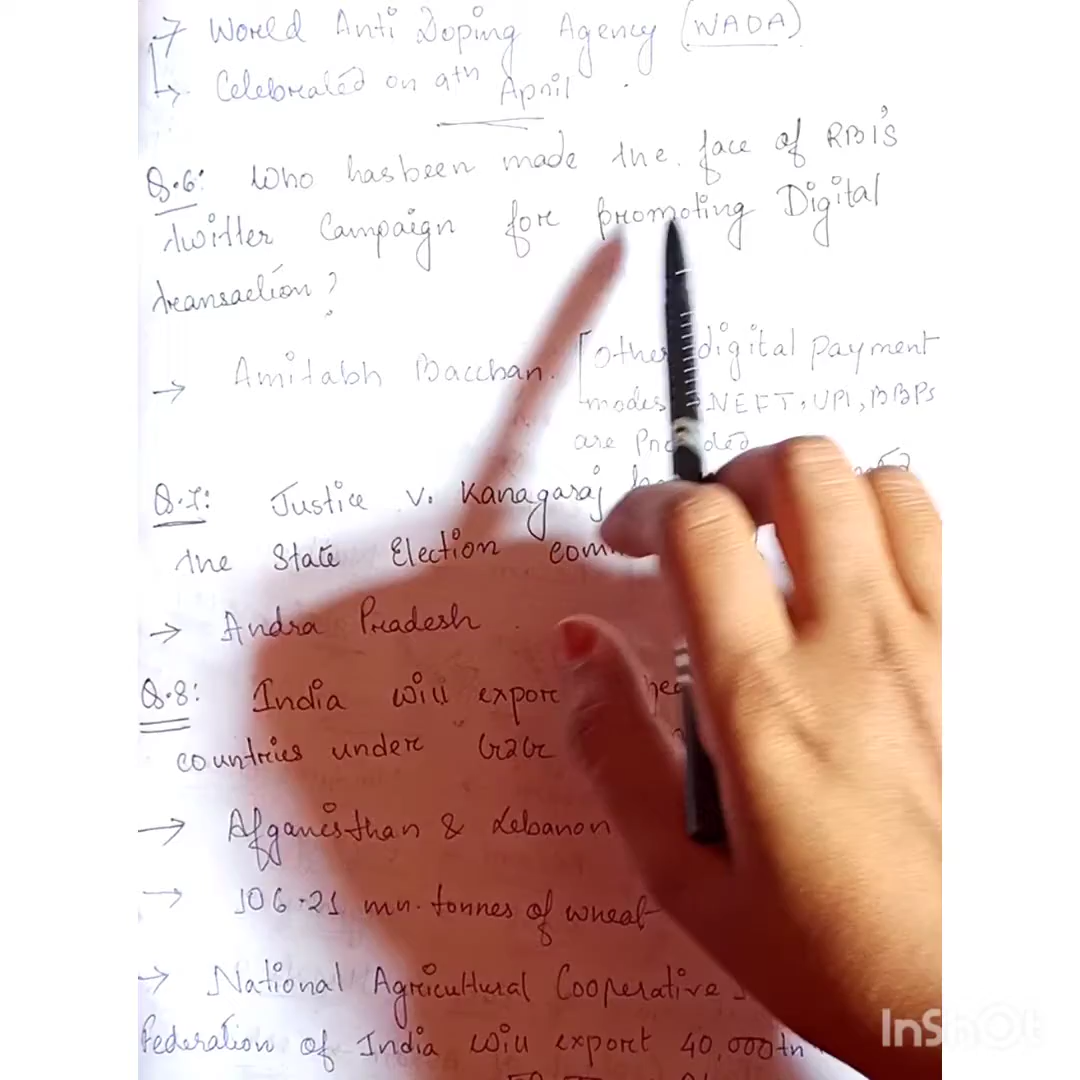 → World Anti Doping Agency (WADA)
→ Celebrated on 9th April.
Q.6: Who has been made the face of RBI's
twitter campaign for promoting Digital
transaction?
→ Amitabh Bacchan. [Other digital payment
modes NEFT, UPI, BBPs
are
Q.7: Justice V. Kanagaraj
the State Election
→ Andra Pradesh
Q.8: India will export
countries under G2G
→ Afganisthan & Lebanon
→ 106.21 mn. tonnes of wheat
→ National Agricultural Cooperative
Federation of India will export 40,000tn
InShOt